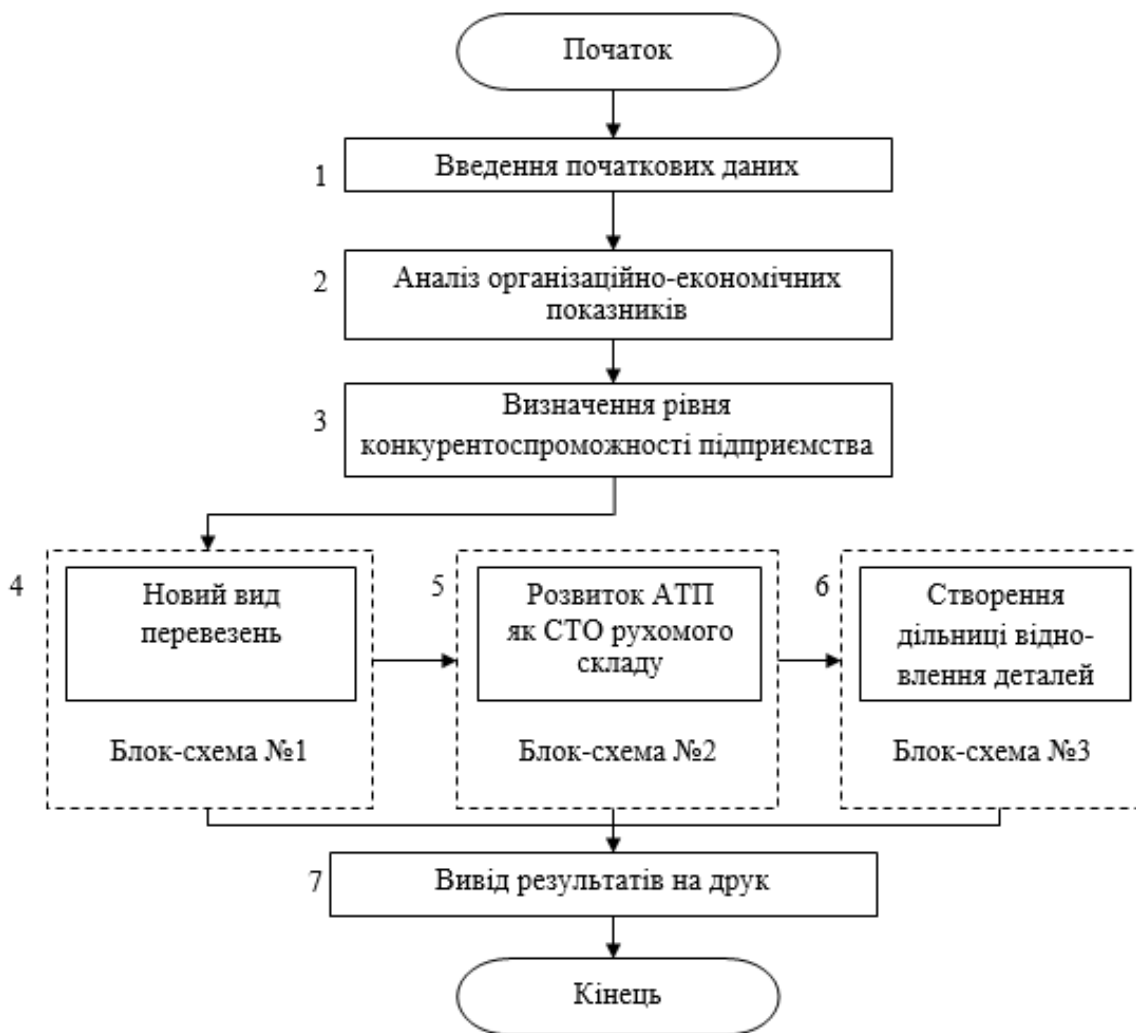 Початок
1
Введення початкових даних
2
Аналіз організаційно-економічних
показників
3
Визначення рівня
конкурентоспроможності підприємства
4
Новий вид
перевезень
Блок-схема №1
5
Розвиток АТП
як СТО рухомого
складу
Блок-схема №2
6
Створення
дільниці відно-
влення деталей
Блок-схема №3
7
Вивід результатів на друк
Кінець